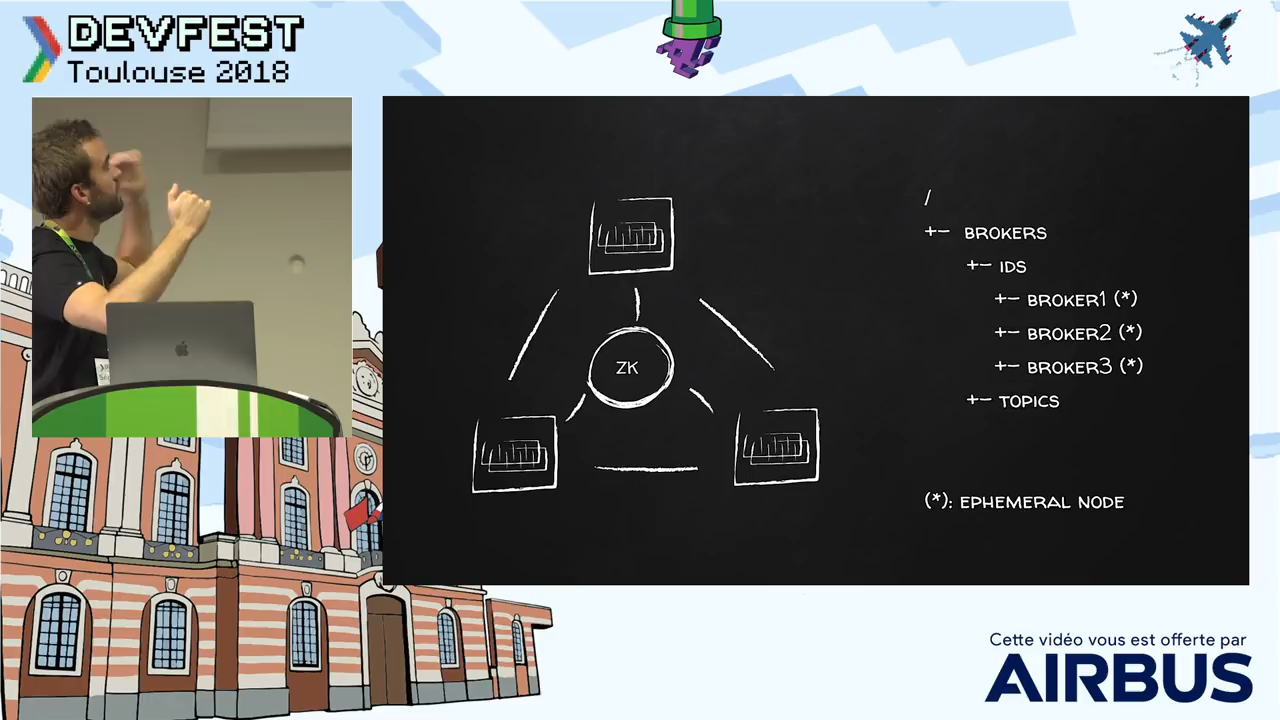 DEVFEST
Toulouse 2018
ZK
/
+- BROKERS
+- IDS
+- BROKER1 (*)
+- BROKER2 (*)
+- BROKER3 (*)
+- TOPICS
(*): EPHEMERAL NODE
Cette vidéo vous est offerte par
AIRBUS